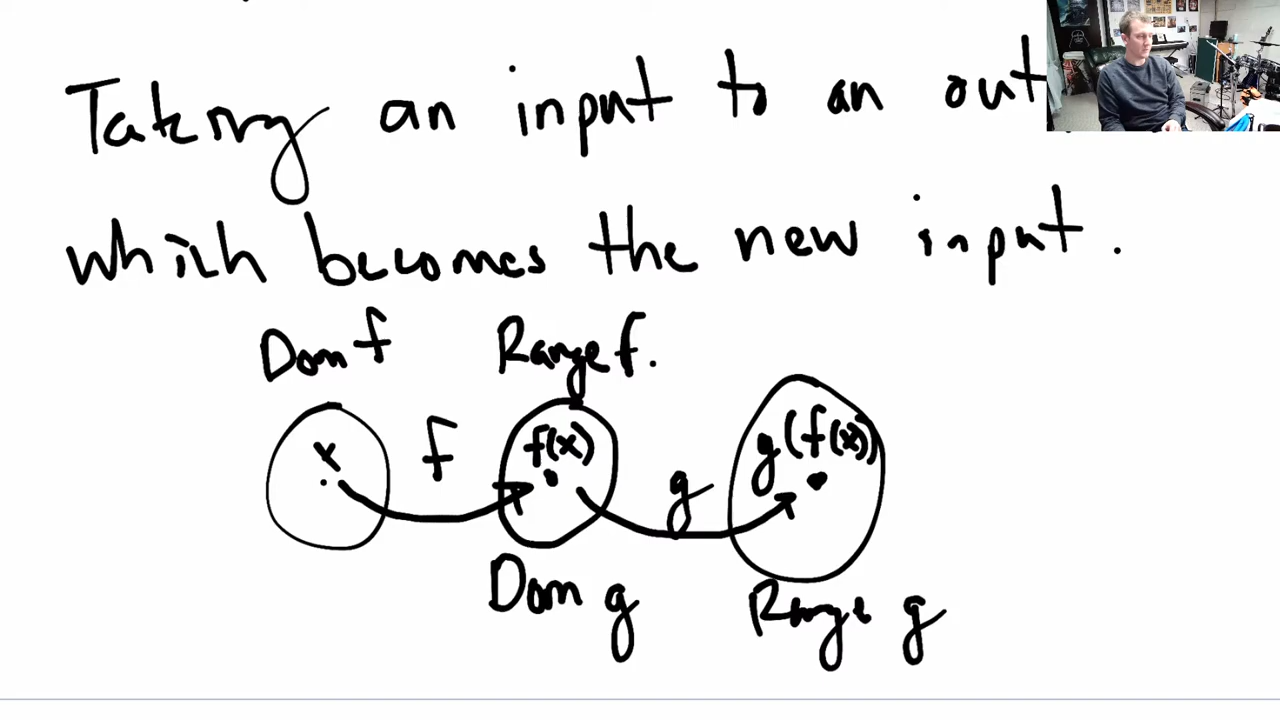 Taking an input to an out
which becomes the new input.
Dom f Range f.
x f f(x) g g(f(x))
Dom g Range g